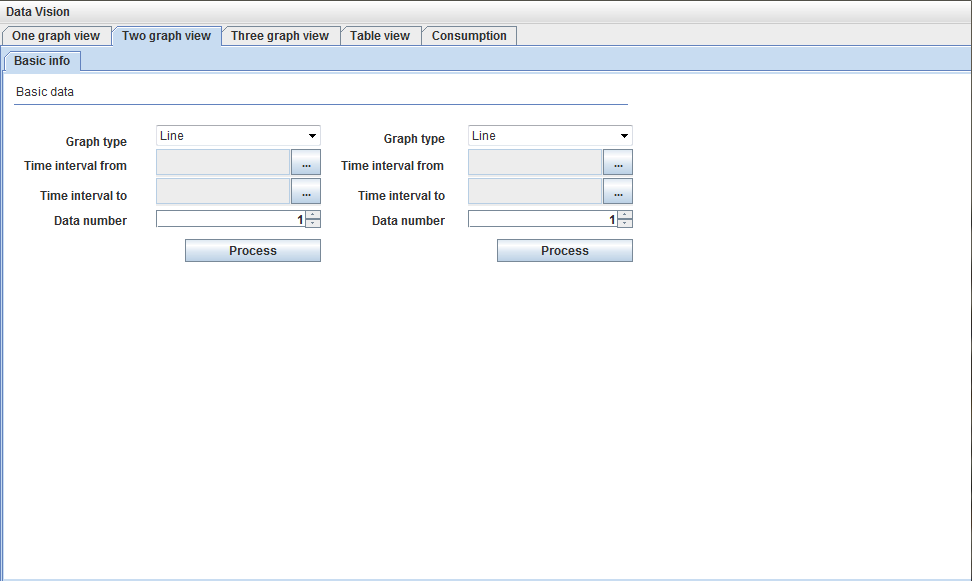 Data Vision
One graph view Two graph view Three graph view Table view Consumption
Basic info
Basic data
Graph type Line Graph type Line
Time interval from ... Time interval from ...
Time interval to ... Time interval to ...
Data number 1 Data number 1
Process Process